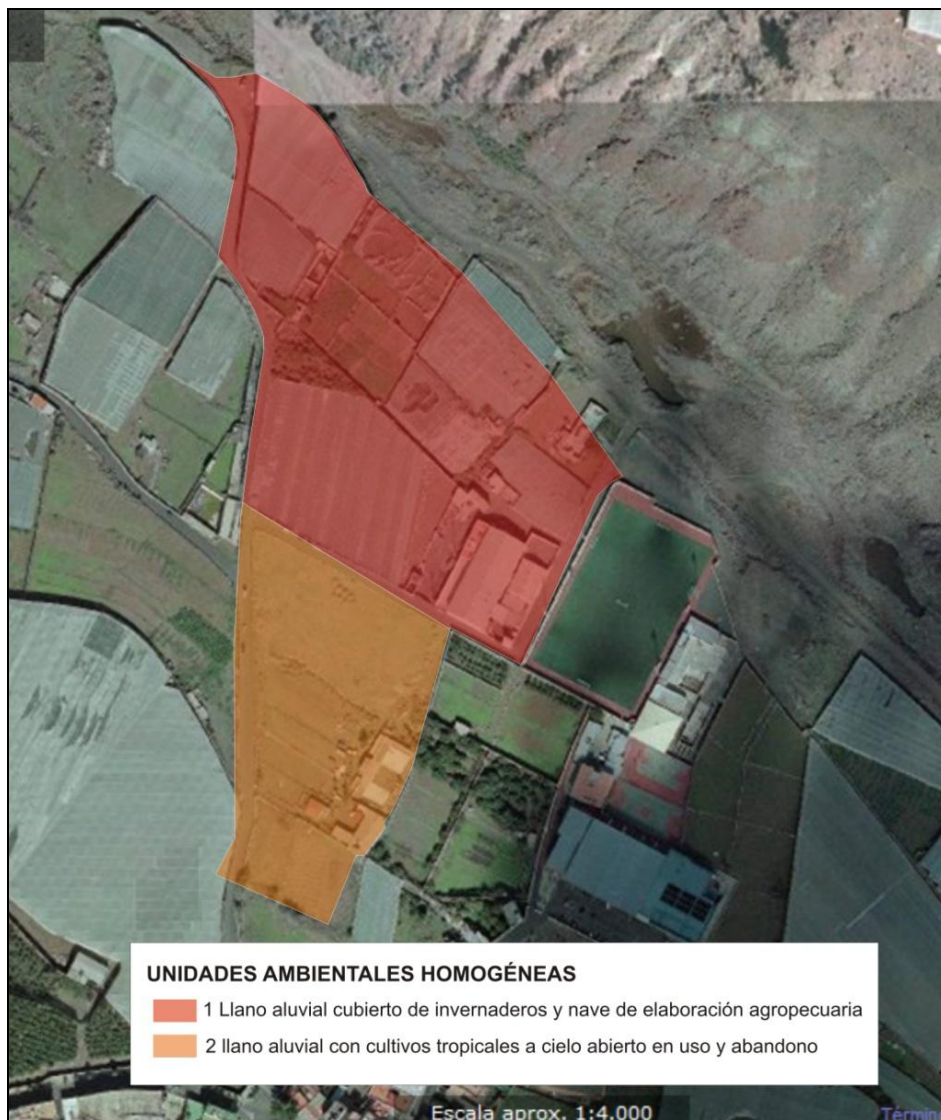 UNIDADES AMBIENTALES HOMOGÉNEAS
1 Llano aluvial cubierto de invernaderos y nave de elaboración agropecuaria
2 llano aluvial con cultivos tropicales a cielo abierto en uso y abandono
Escala aprox. 1:4.000
Términ